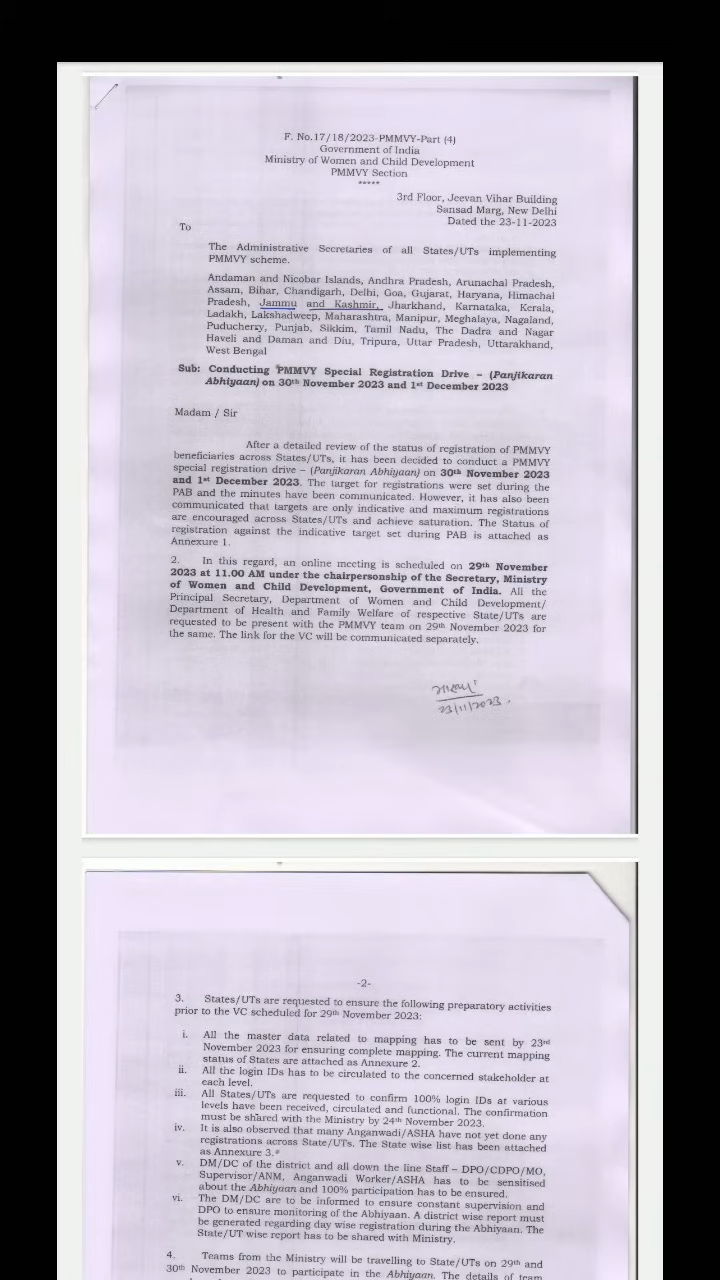 F. No.17/18/2023-PMMVY-Part (4)
Government of India
Ministry of Women and Child Development
PMMVY Section
*****
3rd Floor, Jeevan Vihar Building
Sansad Marg, New Delhi
Dated the 23-11-2023
To
The Administrative Secretaries of all States/UTs implementing
PMMVY scheme.
Andaman and Nicobar Islands, Andhra Pradesh, Arunachal Pradesh,
Assam, Bihar, Chandigarh, Delhi, Goa, Gujarat, Haryana, Himachal
Pradesh, Jammu and Kashmir, Jharkhand, Karnataka, Kerala,
Ladakh, Lakshadweep, Maharashtra, Manipur, Meghalaya, Nagaland,
Puducherry, Punjab, Sikkim, Tamil Nadu, The Dadra and Nagar
Haveli and Daman and Diu, Tripura, Uttar Pradesh, Uttarakhand,
West Bengal
Sub: Conducting PMMVY Special Registration Drive – (Panjikaran
Abhiyaan) on 30th November 2023 and 1st December 2023
Madam / Sir
After a detailed review of the status of registration of PMMVY
beneficiaries across States/UTs, it has been decided to conduct a PMMVY
special registration drive – (Panjikaran Abhiyaan) on 30th November 2023
and 1st December 2023. The target for registrations were set during the
PAB and the minutes have been communicated. However, it has also been
communicated that targets are only indicative and maximum registrations
are encouraged across States/UTs and achieve saturation. The Status of
registration against the indicative target set during PAB is attached as
Annexure 1.
2. In this regard, an online meeting is scheduled on 29th November
2023 at 11.00 AM under the chairpersonship of the Secretary, Ministry
of Women and Child Development, Government of India. All the
Principal Secretary, Department of Women and Child Development/
Department of Health and Family Welfare of respective State/UTs are
requested to be present with the PMMVY team on 29th November 2023 for
the same. The link for the VC will be communicated separately.
23/11/2023.
-2-
3. States/UTs are requested to ensure the following preparatory activities
prior to the VC scheduled for 29th November 2023:
i. All the master data related to mapping has to be sent by 23rd
November 2023 for ensuring complete mapping. The current mapping
status of States are attached as Annexure 2.
ii. All the login IDs has to be circulated to the concerned stakeholder at
each level.
iii. All States/UTs are requested to confirm 100% login IDs at various
levels have been received, circulated and functional. The confirmation
must be shared with the Ministry by 24th November 2023.
iv. It is also observed that many Anganwadi/ASHA have not yet done any
registrations across State/UTs. The State wise list has been attached
as Annexure 3.
v. DM/DC of the district and all down the line Staff – DPO/CDPO/MO,
Supervisor/ANM, Anganwadi Worker/ASHA has to be sensitised
about the Abhiyaan and 100% participation has to be ensured.
vi. The DM/DC are to be informed to ensure constant supervision and
DPO to ensure monitoring of the Abhiyaan. A district wise report must
be generated regarding day wise registration during the Abhiyaan. The
State/UT wise report has to be shared with Ministry.
4. Teams from the Ministry will be travelling to State/UTs on 29th and
30th November 2023 to participate in the Abhiyaan. The details of team